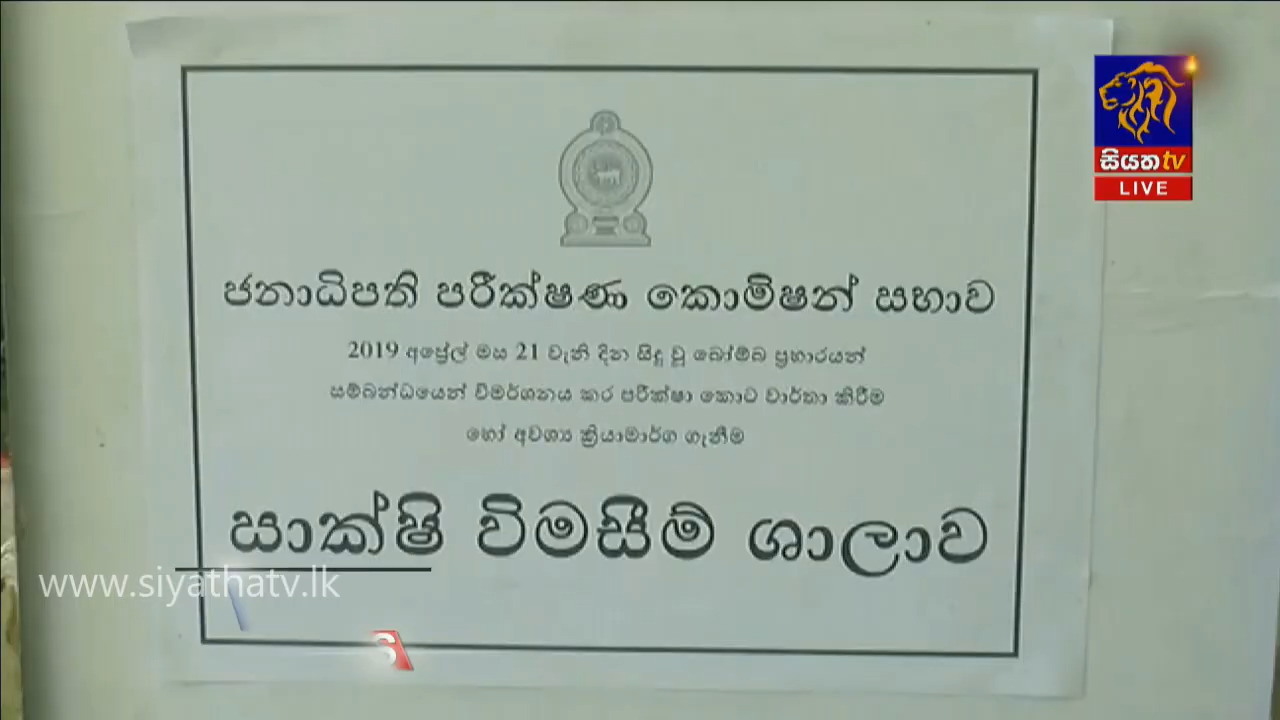 සියත tv
LIVE
ජනාධිපති පරීක්ෂණ කොමිෂන් සභාව
2019 අප්‍රේල් මස 21 වැනි දින සිදු වූ බෝම්බ ප්‍රහාරයන්
සම්බන්ධයෙන් විමර්ශනය කර පරීක්ෂා කොට වාර්තා කිරීම
හෝ අවශ්‍ය ක්‍රියාමාර්ග ගැනීම
සාක්ෂි විමසීම් ශාලාව
www.siyathatv.lk
S